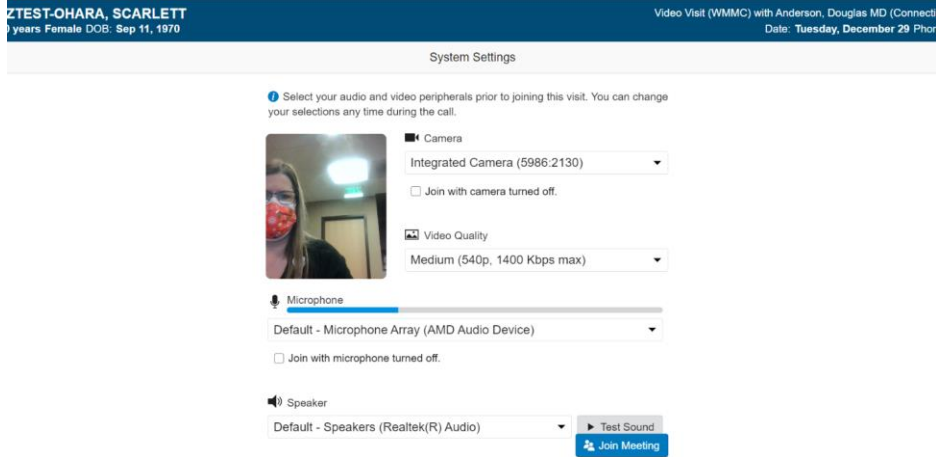 ZTEST-OHARA, SCARLETT
Video Visit (WMMC) with Anderson, Douglas MD (Connecti
0 years Female DOB: Sep 11, 1970
Date: Tuesday, December 29 Phon
System Settings
Select your audio and video peripherals prior to joining this visit. You can change
your selections any time during the call.
Camera
Integrated Camera (5986:2130)
Join with camera turned off.
Video Quality
Medium (540p, 1400 Kbps max)
Microphone
Default - Microphone Array (AMD Audio Device)
Join with microphone turned off.
Speaker
Default - Speakers (Realtek(R) Audio)
Test Sound
Join Meeting